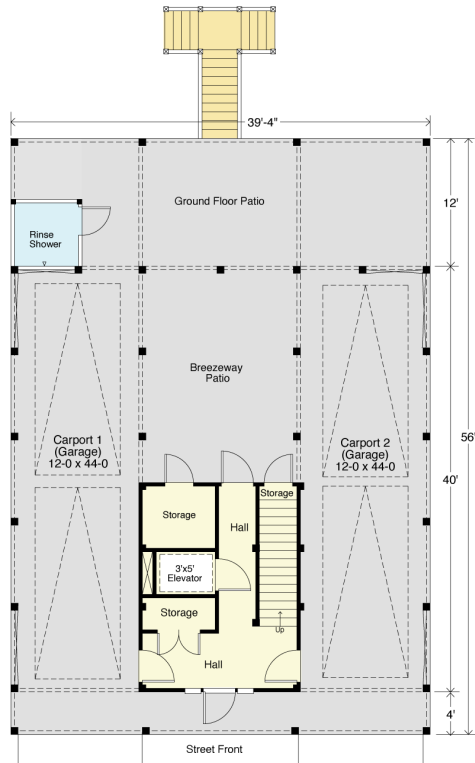 39'-4"
Ground Floor Patio
12'
Rinse
Shower
Breezeway
Patio
Carport 1
(Garage)
12-0 x 44-0
Carport 2
(Garage)
12-0 x 44-0
56'
40'
Storage
Storage
Hall
3'x5'
Elevator
Storage
Up
Hall
4'
Street Front